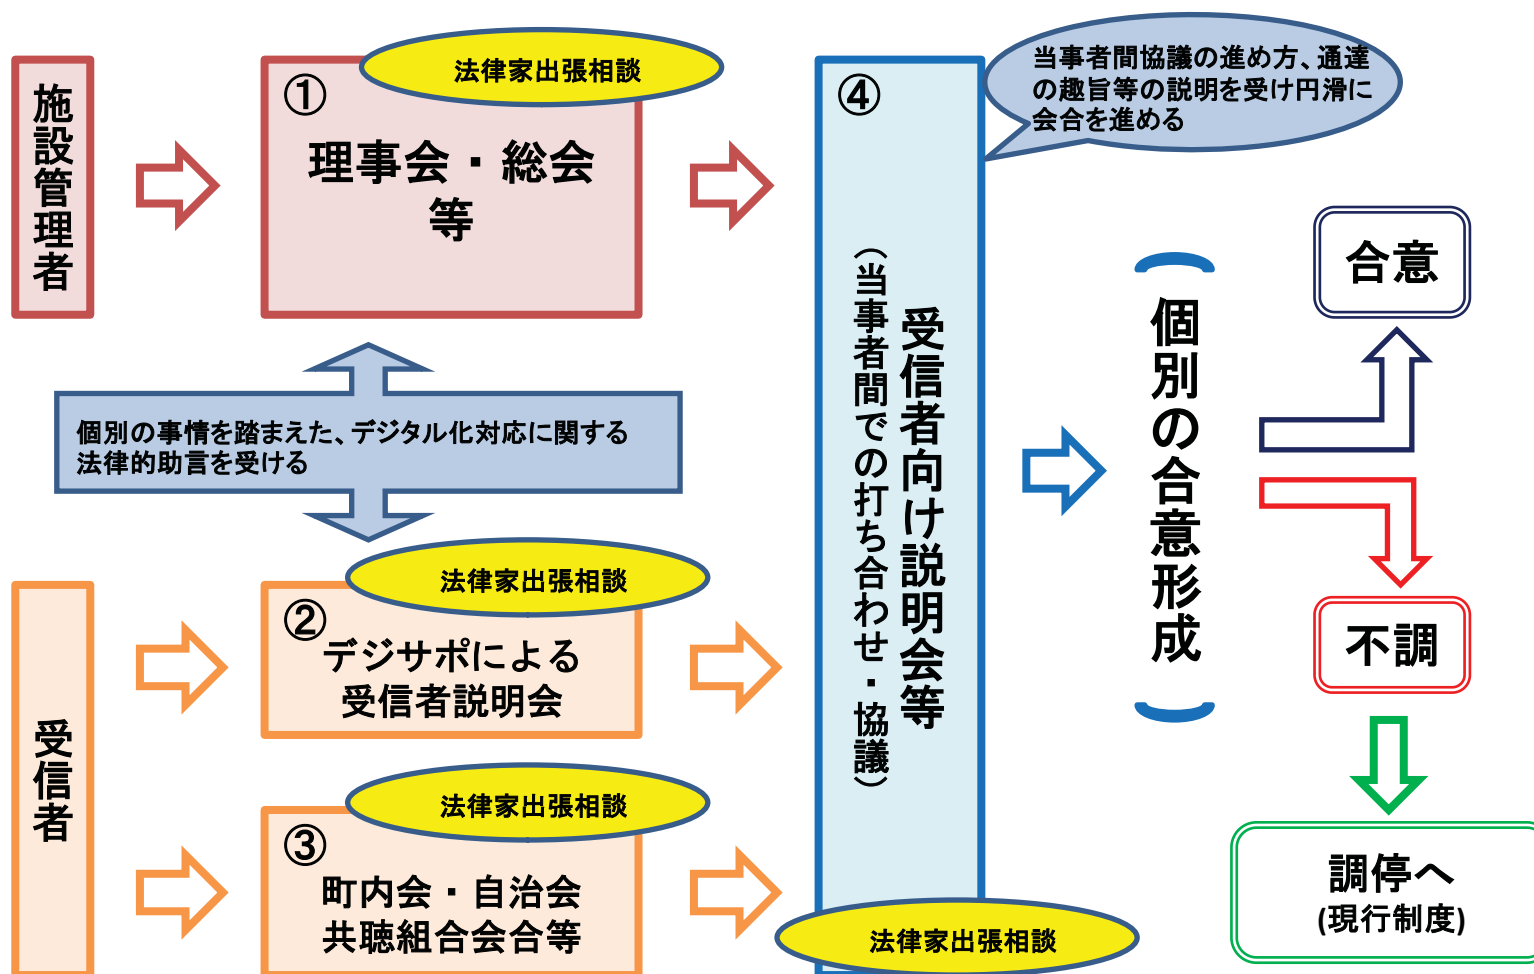 施設管理者
①
法律家出張相談
理事会・総会
等
個別の事情を踏まえた、デジタル化対応に関する
法律的助言を受ける
受信者
②
法律家出張相談
デジサポによる
受信者説明会
③
法律家出張相談
町内会・自治会
共聴組合会合等
④
受信者向け説明会等
（当事者間での打ち合わせ・協議）
法律家出張相談
当事者間協議の進め方、通達
の趣旨等の説明を受け円滑に
会合を進める
（個別の合意形成）
合意
不調
調停へ
(現行制度)